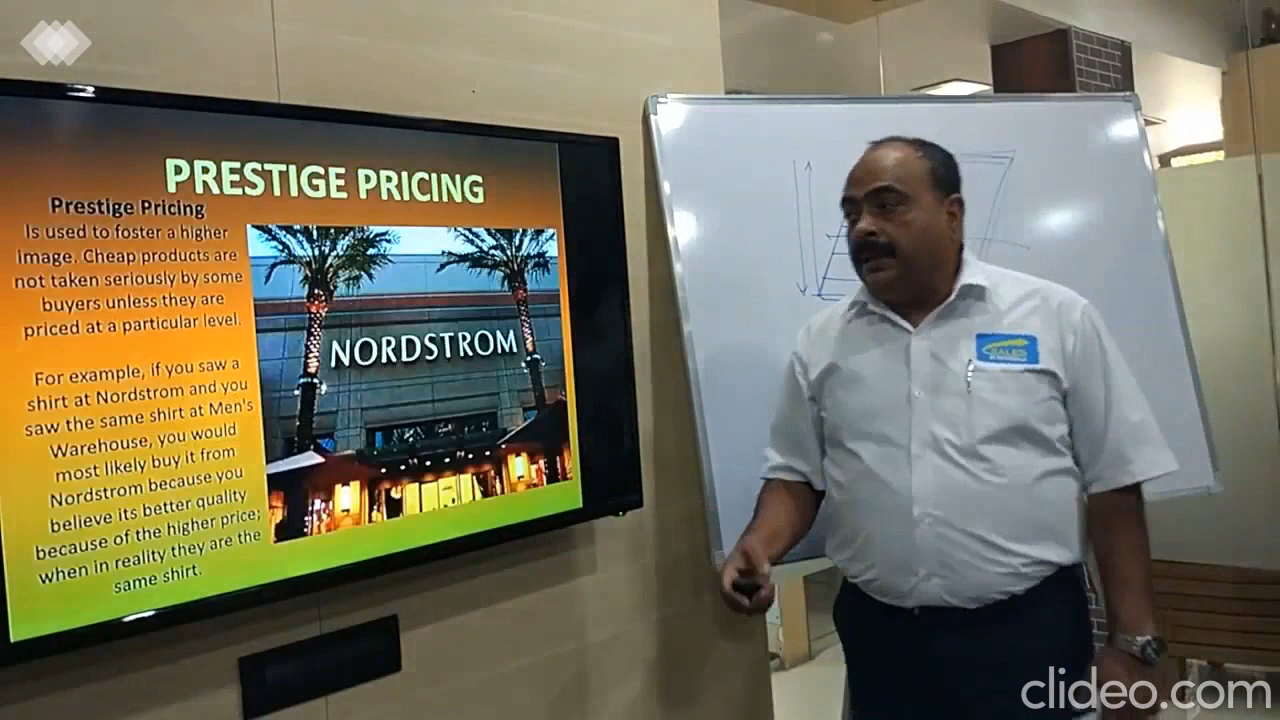 PRESTIGE PRICING
Prestige Pricing
Is used to foster a higher
image. Cheap products are
not taken seriously by some
buyers unless they are
priced at a particular level.
For example, if you saw a
shirt at Nordstrom and you
saw the same shirt at Men's
Warehouse, you would
most likely buy it from
Nordstrom because you
believe its better quality
because of the higher price;
when in reality they are the
same shirt.
NORDSTROM
SALES
clideo.com